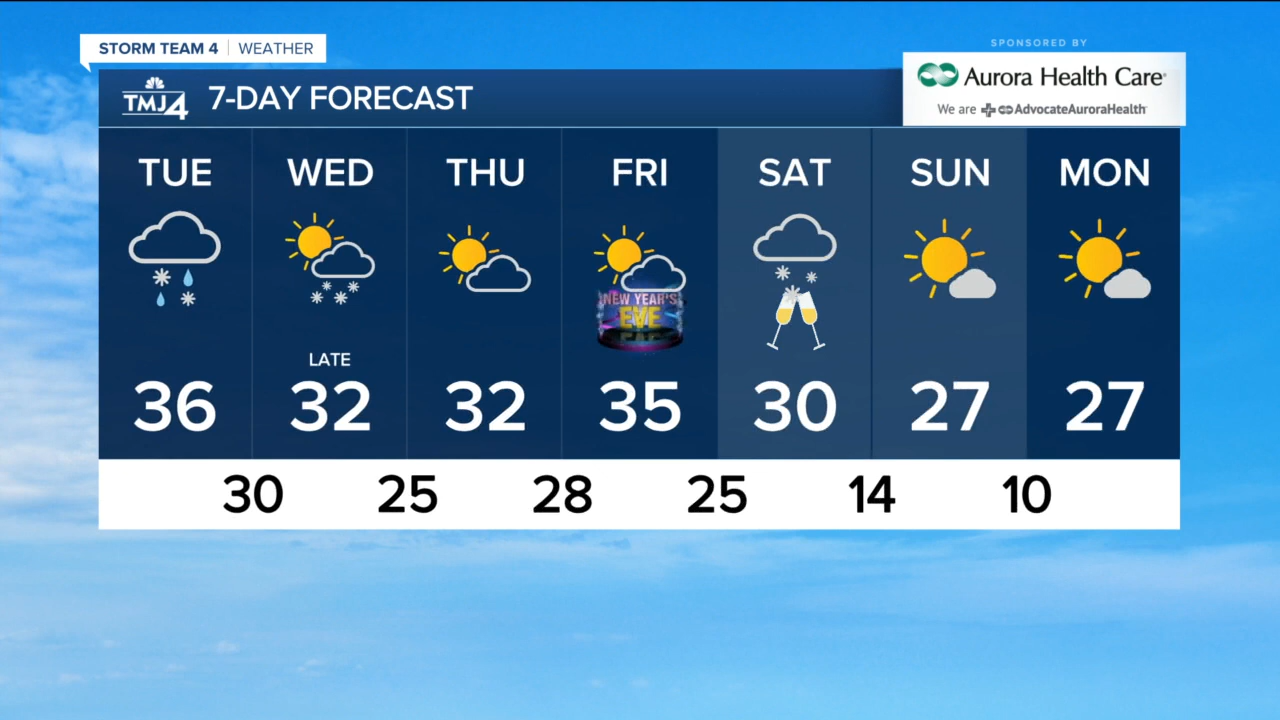 STORM TEAM 4 | WEATHER
SPONSORED BY
Aurora Health Care®
We are AdvocateAuroraHealth
TMJ4
7-DAY FORECAST
TUE WED THU FRI SAT SUN MON
NEW YEAR'S
EVE
LATE
36 32 32 35 30 27 27
30 25 28 25 14 10